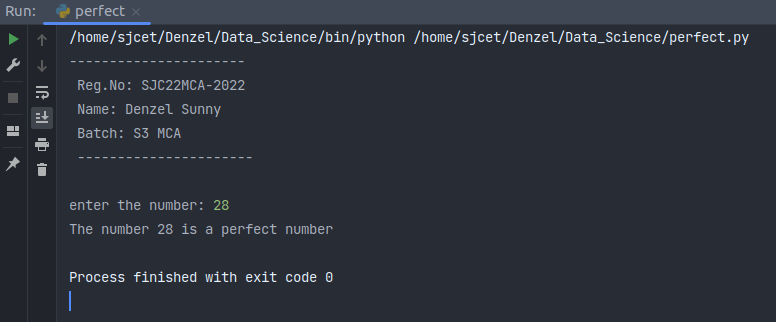 Run: perfect ×
/home/sjcet/Denzel/Data_Science/bin/python /home/sjcet/Denzel/Data_Science/perfect.py
----------------------
Reg.No: SJC22MCA-2022
Name: Denzel Sunny
Batch: S3 MCA
----------------------
enter the number: 28
The number 28 is a perfect number
Process finished with exit code 0